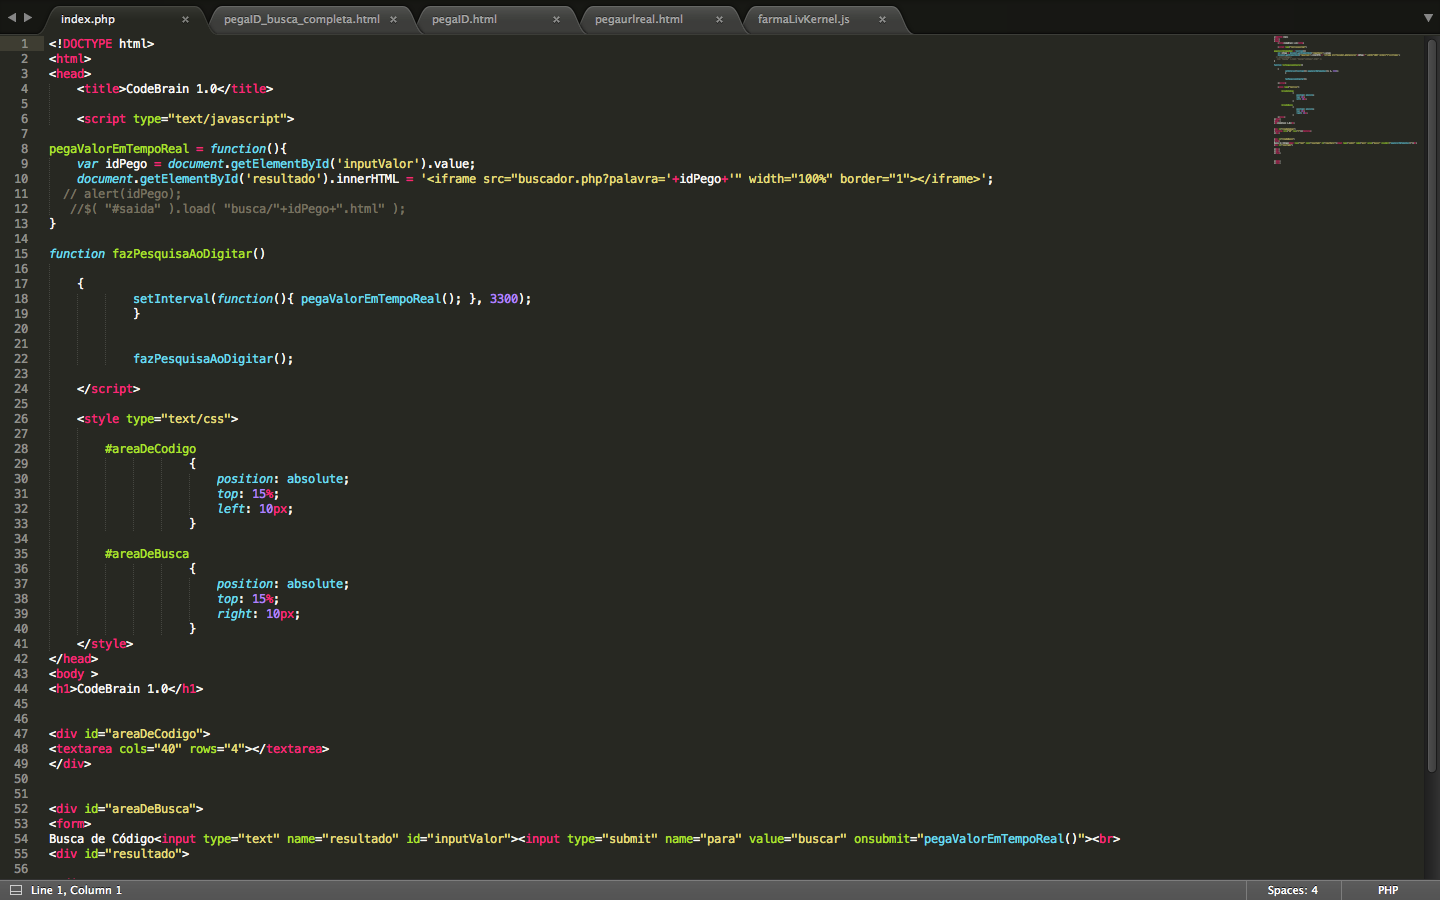 index.php × pegaID_busca_completa.html × pegaID.html × pegaurlreal.html × farmaLivKernel.js ×
1 <!DOCTYPE html>
2 <html>
3 <head>
4 <title>CodeBrain 1.0</title>
5
6 <script type="text/javascript">
7
8 pegaValorEmTempoReal = function(){
9 var idPego = document.getElementById('inputValor').value;
10 document.getElementById('resultado').innerHTML = '<iframe src="buscador.php?palavra='+idPego+'" width="100%" border="1"></iframe>';
11 // alert(idPego);
12 //$( "#saida" ).load( "busca/"+idPego+".html" );
13 }
14
15 function fazPesquisaAoDigitar()
16
17 {
18 setInterval(function(){ pegaValorEmTempoReal(); }, 3300);
19 }
20
21
22 fazPesquisaAoDigitar();
23
24 </script>
25
26 <style type="text/css">
27
28 #areaDeCodigo
29 {
30 position: absolute;
31 top: 15%;
32 left: 10px;
33 }
34
35 #areaDeBusca
36 {
37 position: absolute;
38 top: 15%;
39 right: 10px;
40 }
41 </style>
42 </head>
43 <body >
44 <h1>CodeBrain 1.0</h1>
45
46
47 <div id="areaDeCodigo">
48 <textarea cols="40" rows="4"></textarea>
49 </div>
50
51
52 <div id="areaDeBusca">
53 <form>
54 Busca de Código<input type="text" name="resultado" id="inputValor"><input type="submit" name="para" value="buscar" onsubmit="pegaValorEmTempoReal()"><br>
55 <div id="resultado">
56
Line 1, Column 1 Spaces: 4 PHP